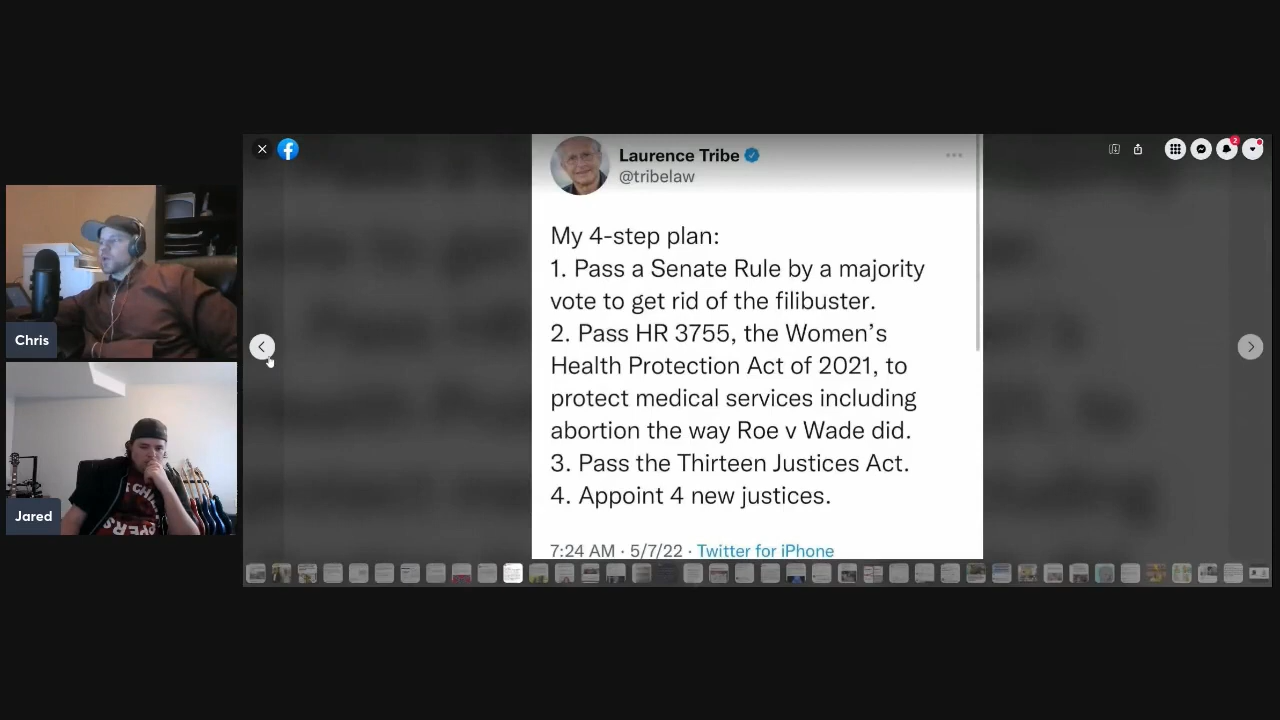 Laurence Tribe
@tribelaw
My 4-step plan:
1. Pass a Senate Rule by a majority
vote to get rid of the filibuster.
2. Pass HR 3755, the Women's
Health Protection Act of 2021, to
protect medical services including
abortion the way Roe v Wade did.
3. Pass the Thirteen Justices Act.
4. Appoint 4 new justices.
7:24 AM · 5/7/22 · Twitter for iPhone
2
Chris
Jared